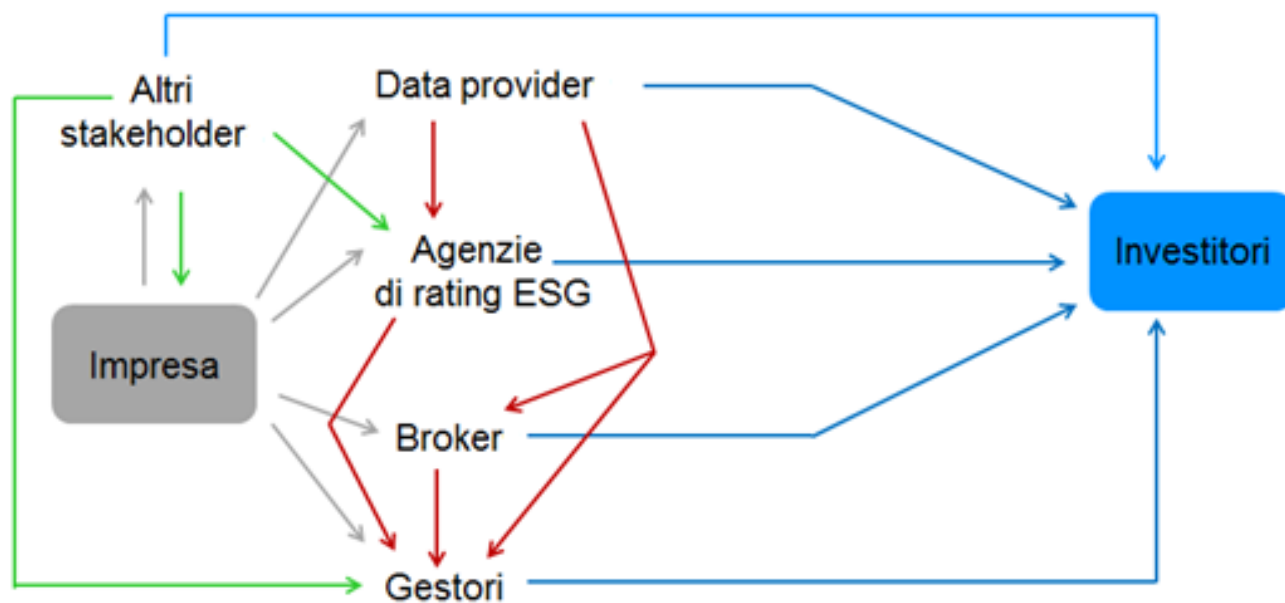 Altri
stakeholder
Data provider
Agenzie
di rating ESG
Investitori
Impresa
Broker
Gestori